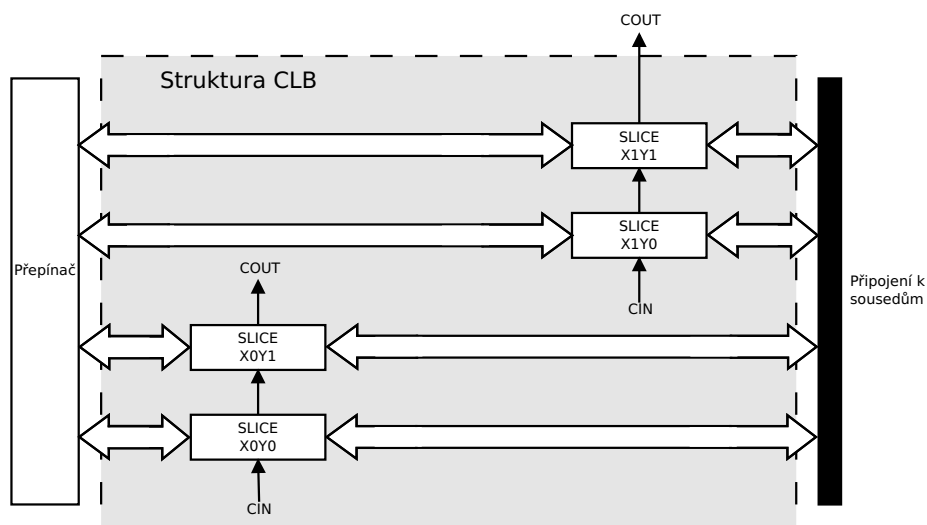 COUT
Struktura CLB
SLICE
X1Y1
SLICE
X1Y0
Přepínač
COUT
Připojení k
sousedům
CIN
SLICE
X0Y1
SLICE
X0Y0
CIN